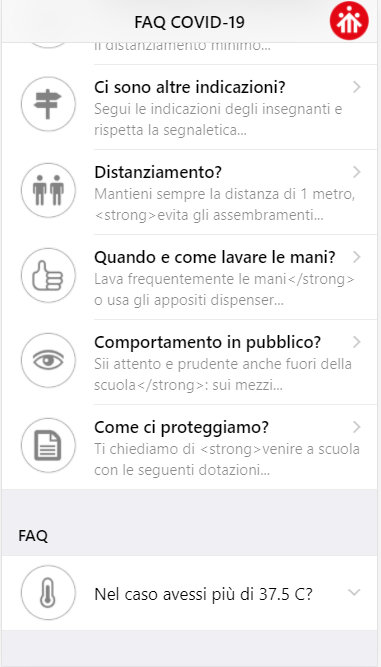 FAQ COVID-19
il distanziamento minimo...
Ci sono altre indicazioni?
Segui le indicazioni degli insegnanti e
rispetta la segnaletica...
Distanziamento?
Mantieni sempre la distanza di 1 metro,
<strong>evita gli assembramenti...
Quando e come lavare le mani?
Lava frequentemente le mani</strong>
o usa gli appositi dispenser...
Comportamento in pubblico?
Sii attento e prudente anche fuori della
scuola</strong>: sui mezzi...
Come ci proteggiamo?
Ti chiediamo di <strong>venire a scuola
con le seguenti dotazioni...
FAQ
Nel caso avessi più di 37.5 C?